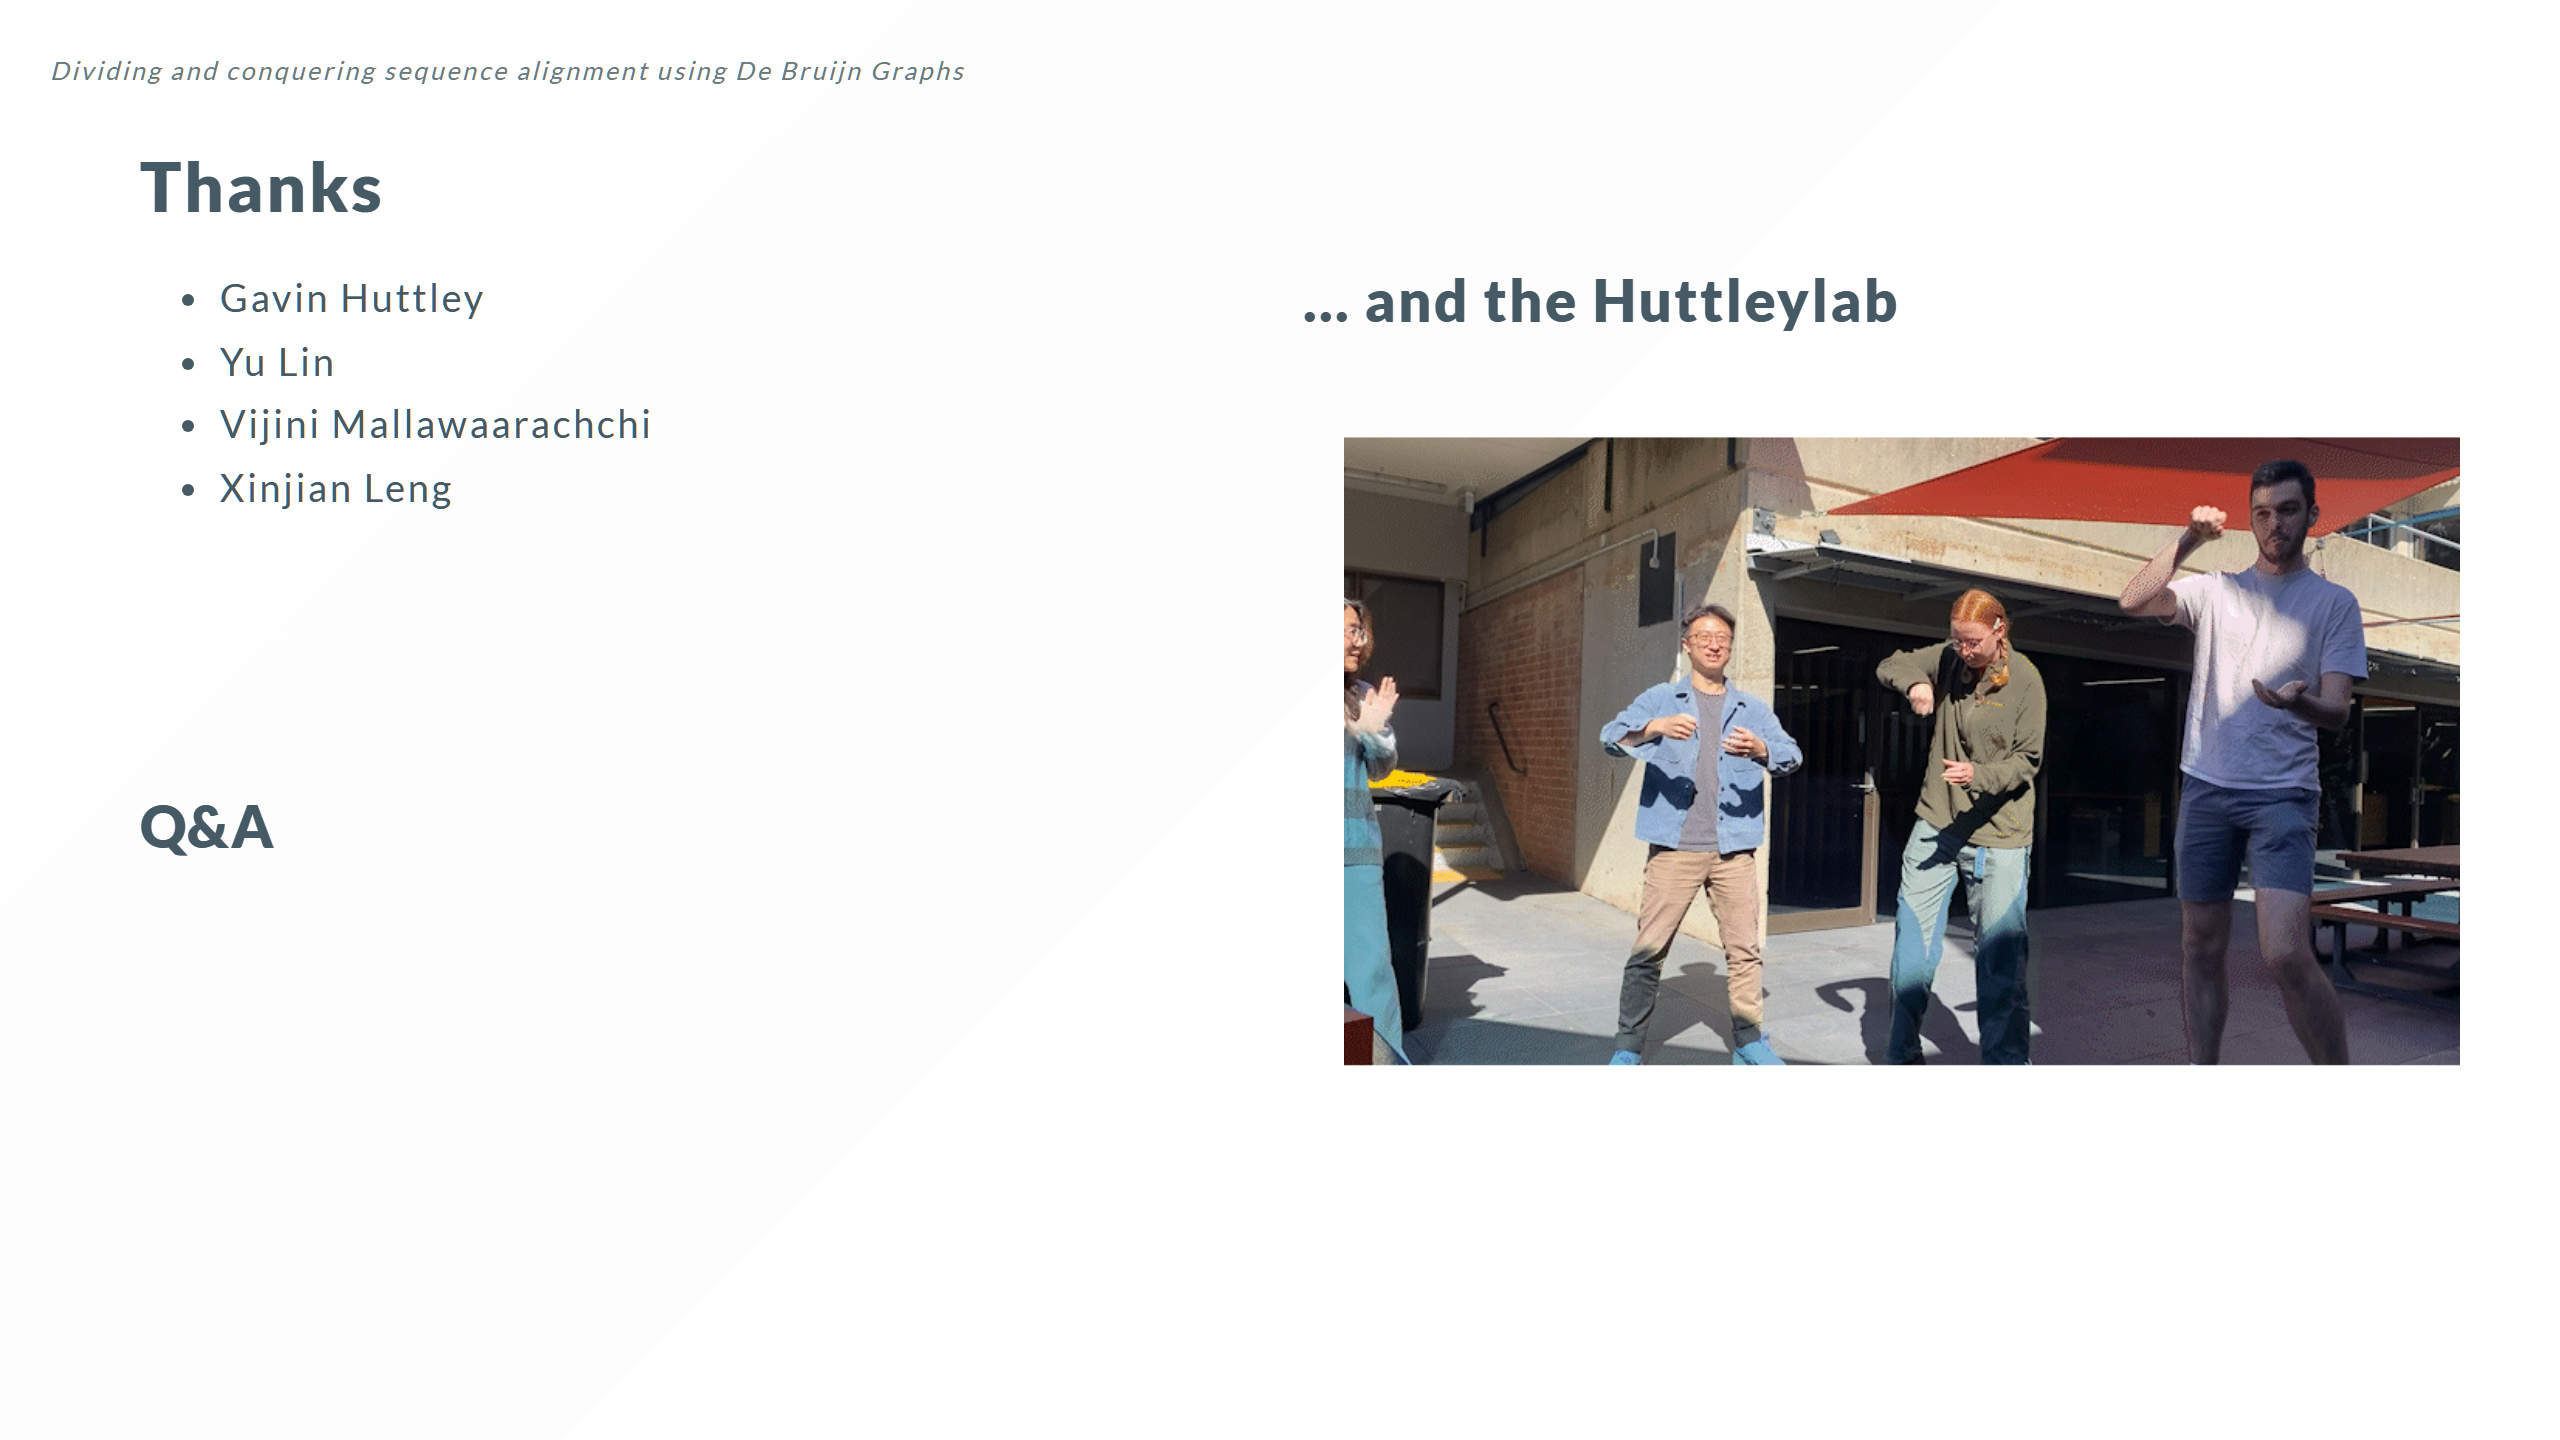 Dividing and conquering sequence alignment using De Bruijn Graphs
Thanks
• Gavin Huttley
• Yu Lin
• Vijini Mallawaarachchi
• Xinjian Leng
Q&A
... and the Huttleylab